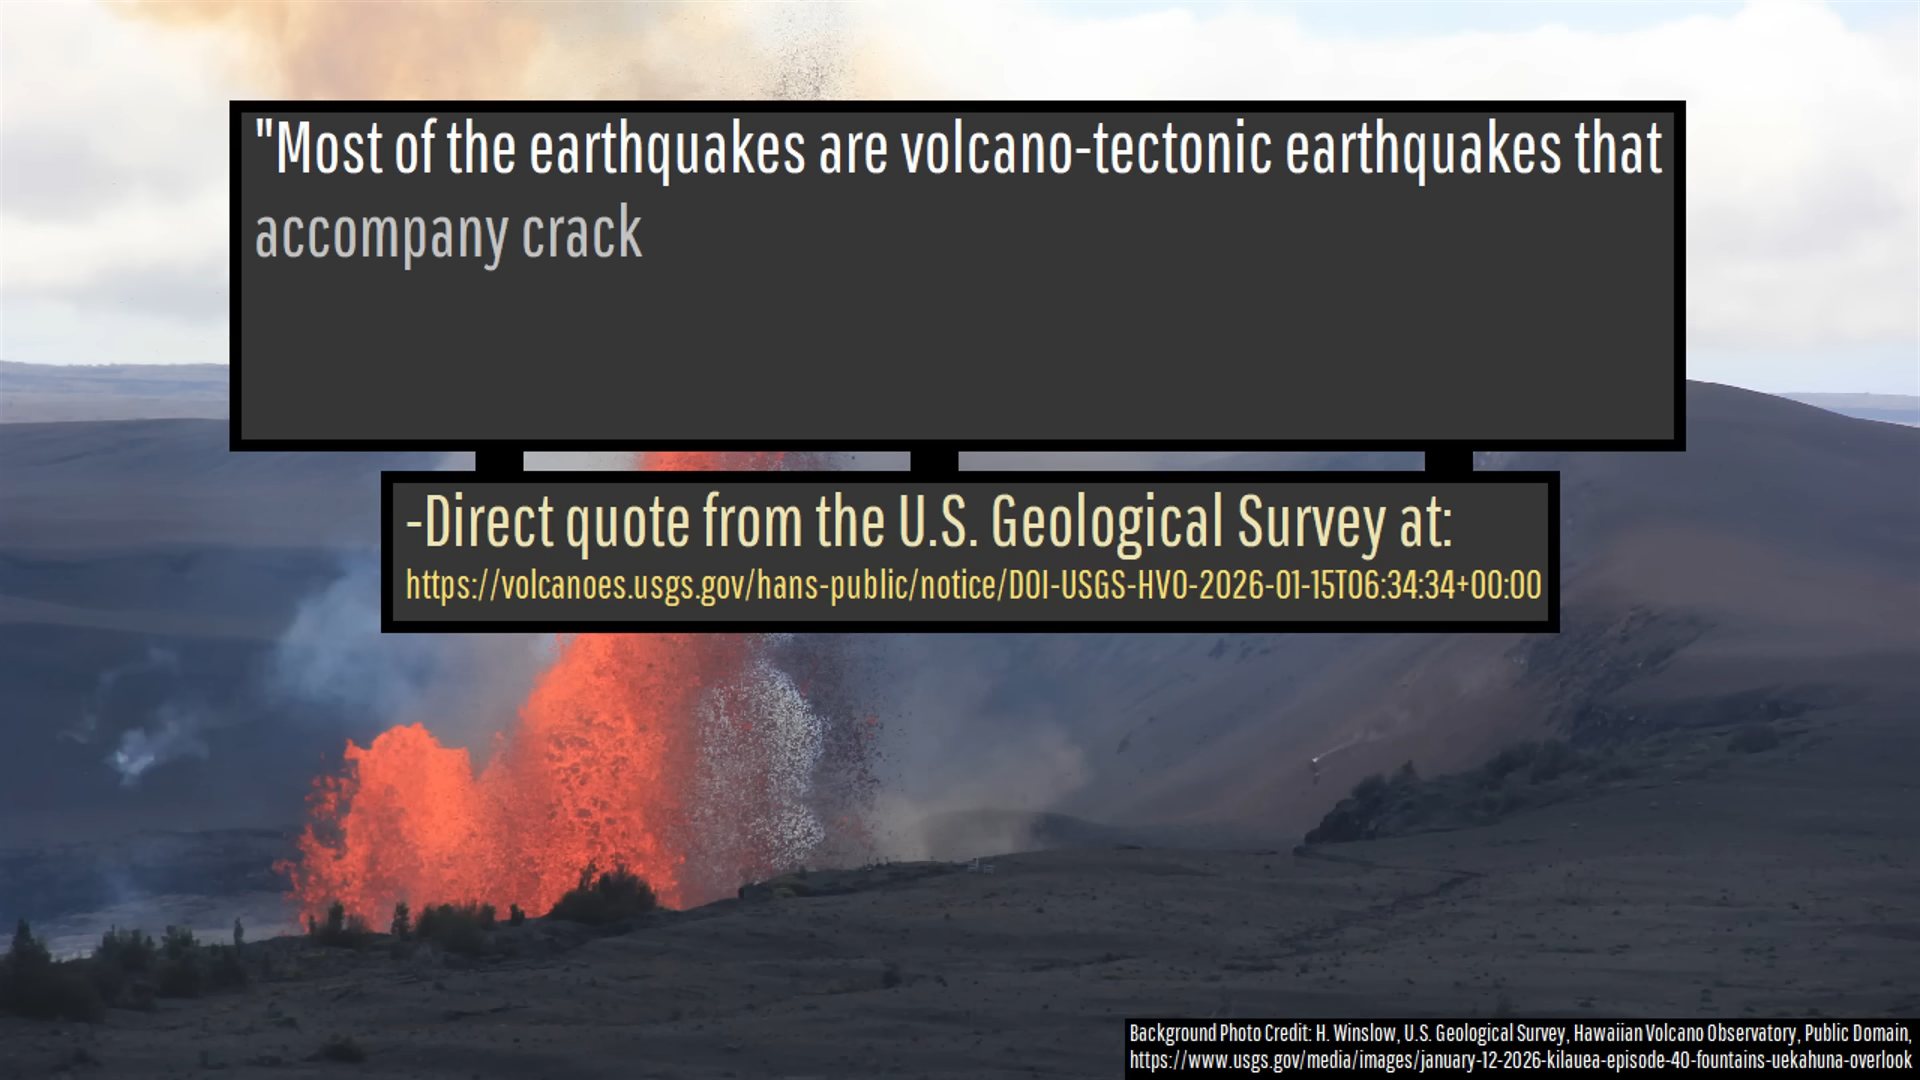 "Most of the earthquakes are volcano-tectonic earthquakes that
accompany crack
-Direct quote from the U.S. Geological Survey at:
https://volcanoes.usgs.gov/hans-public/notice/DOI-USGS-HVO-2026-01-15T06:34:34+00:00
Background Photo Credit: H. Winslow, U.S. Geological Survey, Hawaiian Volcano Observatory, Public Domain,
https://www.usgs.gov/media/images/january-12-2026-kilauea-episode-40-fountains-uekahuna-overlook